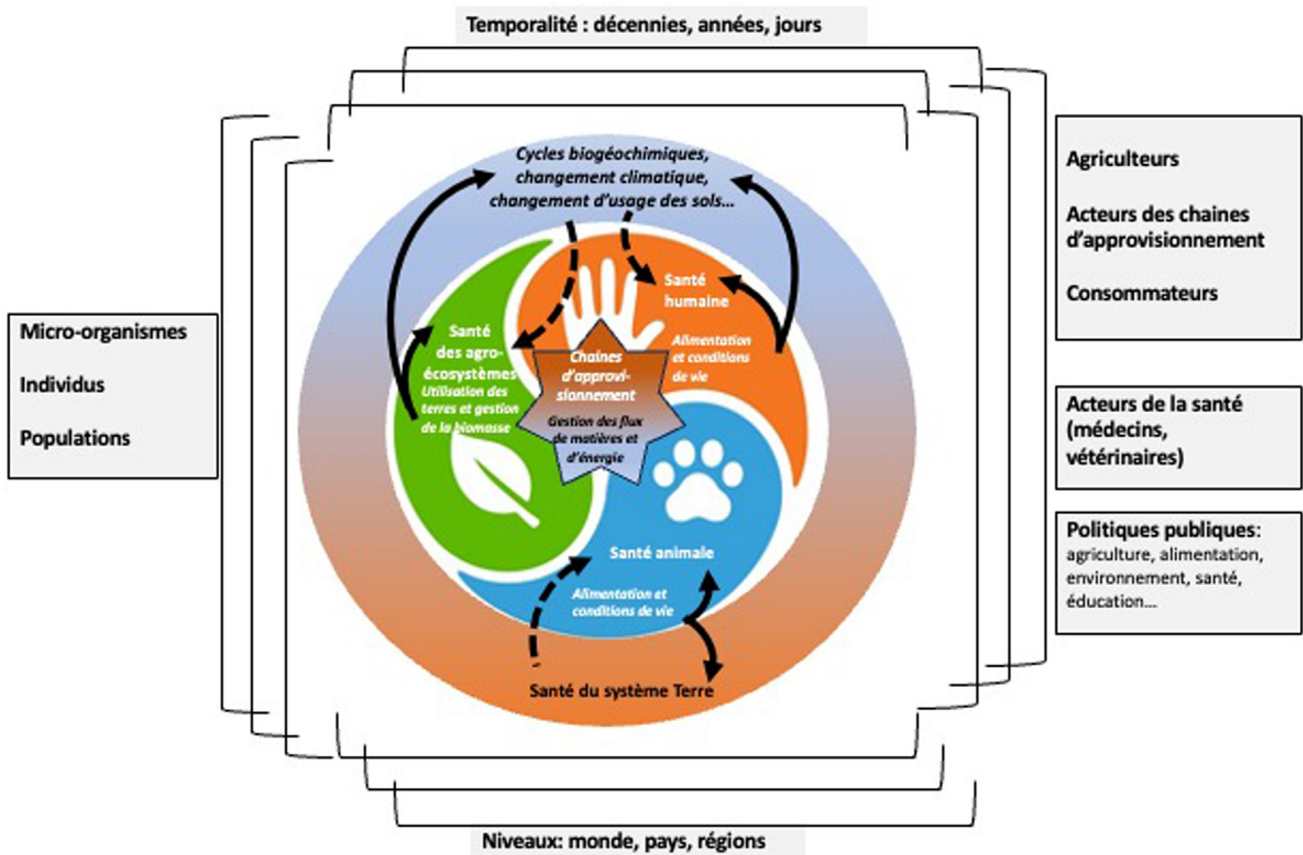 Temporalité : décennies, années, jours
Cycles biogéochimiques,
changement climatique,
changement d'usage des sols...
Micro-organismes
Individus
Populations
Santé
des agro-
écosystèmes
Utilisation des
terres et gestion
de la biomasse
Santé
humaine
Alimentation
et conditions
de vie
Chaînes
d'approvi-
sionnement
Gestion des flux
de matières et
d'énergie
Santé animale
Alimentation et
conditions de vie
Santé du système Terre
Agriculteurs
Acteurs des chaines
d'approvisionnement
Consommateurs
Acteurs de la santé
(médecins,
vétérinaires)
Politiques publiques:
agriculture, alimentation,
environnement, santé,
éducation...
Niveaux: monde, pays, régions